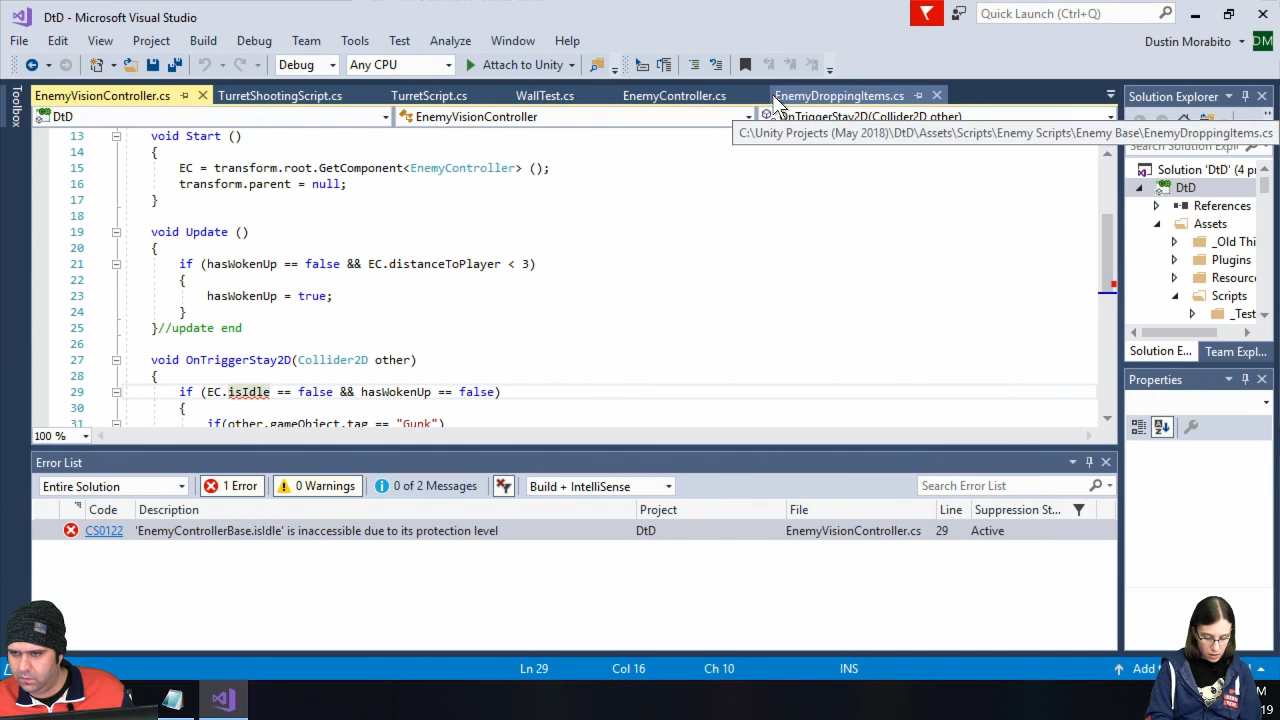 DtD - Microsoft Visual Studio
Quick Launch (Ctrl+Q)
File Edit View Project Build Debug Team Tools Test Analyze Window Help
Dustin Morabito DM
Debug Any CPU Attach to Unity
EnemyVisionController.cs TurretShootingScript.cs TurretScript.cs WallTest.cs EnemyController.cs EnemyDroppingItems.cs
Toolbox
DtD EnemyVisionController OnTriggerStay2D(Collider2D other)
C:\Unity Projects (May 2018)\DtD\Assets\Scripts\Enemy Scripts\Enemy Base\EnemyDroppingItems.cs
13 void Start ()
14 {
15 EC = transform.root.GetComponent<EnemyController> ();
16 transform.parent = null;
17 }
18
19 void Update ()
20 {
21 if (hasWokenUp == false && EC.distanceToPlayer < 3)
22 {
23 hasWokenUp = true;
24 }
25 }//update end
26
27 void OnTriggerStay2D(Collider2D other)
28 {
29 if (EC.isIdle == false && hasWokenUp == false)
30 {
31 if(other.gameObject.tag == "Gunk")
100 %
Solution Explorer
Solution 'DtD' (4 pr
DtD
References
Assets
_Old Thi
Plugins
Resourc
Scripts
_Test
Solution E... Team Expl...
Properties
Error List
Entire Solution 1 Error 0 Warnings 0 of 2 Messages Build + IntelliSense Search Error List
Code Description Project File Line Suppression St...
CS0122 'EnemyControllerBase.isIdle' is inaccessible due to its protection level DtD EnemyVisionController.cs 29 Active
Ln 29 Col 16 Ch 10 INS Add
M
19